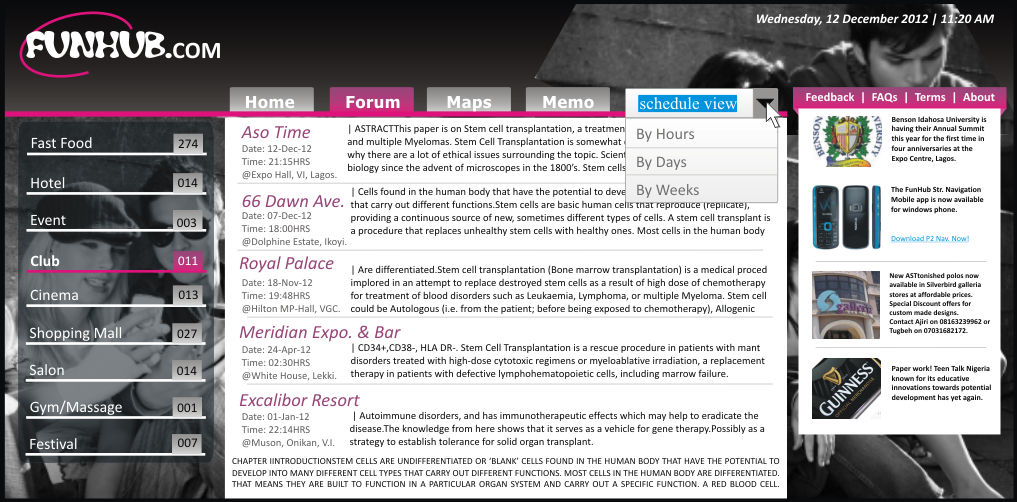 Wednesday, 12 December 2012 | 11:20 AM
FUNHUB.COM
Home
Forum
Maps
Memo
schedule view
By Hours
By Days
By Weeks
Feedback | FAQs | Terms | About
Fast Food 274
Hotel 014
Event 003
Club 011
Cinema 013
Shopping Mall 027
Salon 014
Gym/Massage 001
Festival 007
Aso Time
Date: 12-Dec-12
Time: 21:15HRS
@Expo Hall, VI, Lagos.
| ASTRACTThis paper is on Stem cell transplantation, a treatmen
and multiple Myelomas. Stem Cell Transplantation is somewhat
why there are a lot of ethical issues surrounding the topic. Scient
biology since the advent of microscopes in the 1800's. Stem cells
66 Dawn Ave.
Date: 07-Dec-12
Time: 18:00HRS
@Dolphine Estate, Ikoyi.
| Cells found in the human body that have the potential to deve
that carry out different functions.Stem cells are basic human cells that reproduce (replicate),
providing a continuous source of new, sometimes different types of cells. A stem cell transplant is
a procedure that replaces unhealthy stem cells with healthy ones. Most cells in the human body
Royal Palace
Date: 18-Nov-12
Time: 19:48HRS
@Hilton MP-Hall, VGC.
| Are differentiated.Stem cell transplantation (Bone marrow transplantation) is a medical proced
implored in an attempt to replace destroyed stem cells as a result of high dose of chemotherapy
for treatment of blood disorders such as Leukaemia, Lymphoma, or multiple Myeloma. Stem cell
could be Autologous (i.e. from the patient; before being exposed to chemotherapy), Allogenic
Meridian Expo. & Bar
Date: 24-Apr-12
Time: 02:30HRS
@White House, Lekki.
| CD34+,CD38-, HLA DR-. Stem Cell Transplantation is a rescue procedure in patients with mant
disorders treated with high-dose cytotoxic regimens or myeloablative irradiation, a replacement
therapy in patients with defective lymphohematopoietic cells, including marrow failure.
Excalibor Resort
Date: 01-Jan-12
Time: 22:14HRS
@Muson, Onikan, V.I.
| Autoimmune disorders, and has immunotherapeutic effects which may help to eradicate the
disease.The knowledge from here shows that it serves as a vehicle for gene therapy.Possibly as a
strategy to establish tolerance for solid organ transplant.
CHAPTER IINTRODUCTIONSTEM CELLS ARE UNDIFFERENTIATED OR 'BLANK' CELLS FOUND IN THE HUMAN BODY THAT HAVE THE POTENTIAL TO
DEVELOP INTO MANY DIFFERENT CELL TYPES THAT CARRY OUT DIFFERENT FUNCTIONS. MOST CELLS IN THE HUMAN BODY ARE DIFFERENTIATED.
THAT MEANS THEY ARE BUILT TO FUNCTION IN A PARTICULAR ORGAN SYSTEM AND CARRY OUT A SPECIFIC FUNCTION. A RED BLOOD CELL.
BENSON IDAHOSA
Benson Idahosa University is
having their Annual Summit
this year for the first time in
four anniversaries at the
Expo Centre, Lagos.
The FunHub Str. Navigation
Mobile app is now available
for windows phone.
Download P2 Nav. Now!
New ASTtonished polos now
available in Silverbird galleria
stores at affordable prices.
Special Discount offers for
custom made designs.
Contact Ajiri on 08163239962 or
Tugbeh on 07031682172.
GUINNESS
Paper work! Teen Talk Nigeria
known for its educative
innovations towards potential
development has yet again.